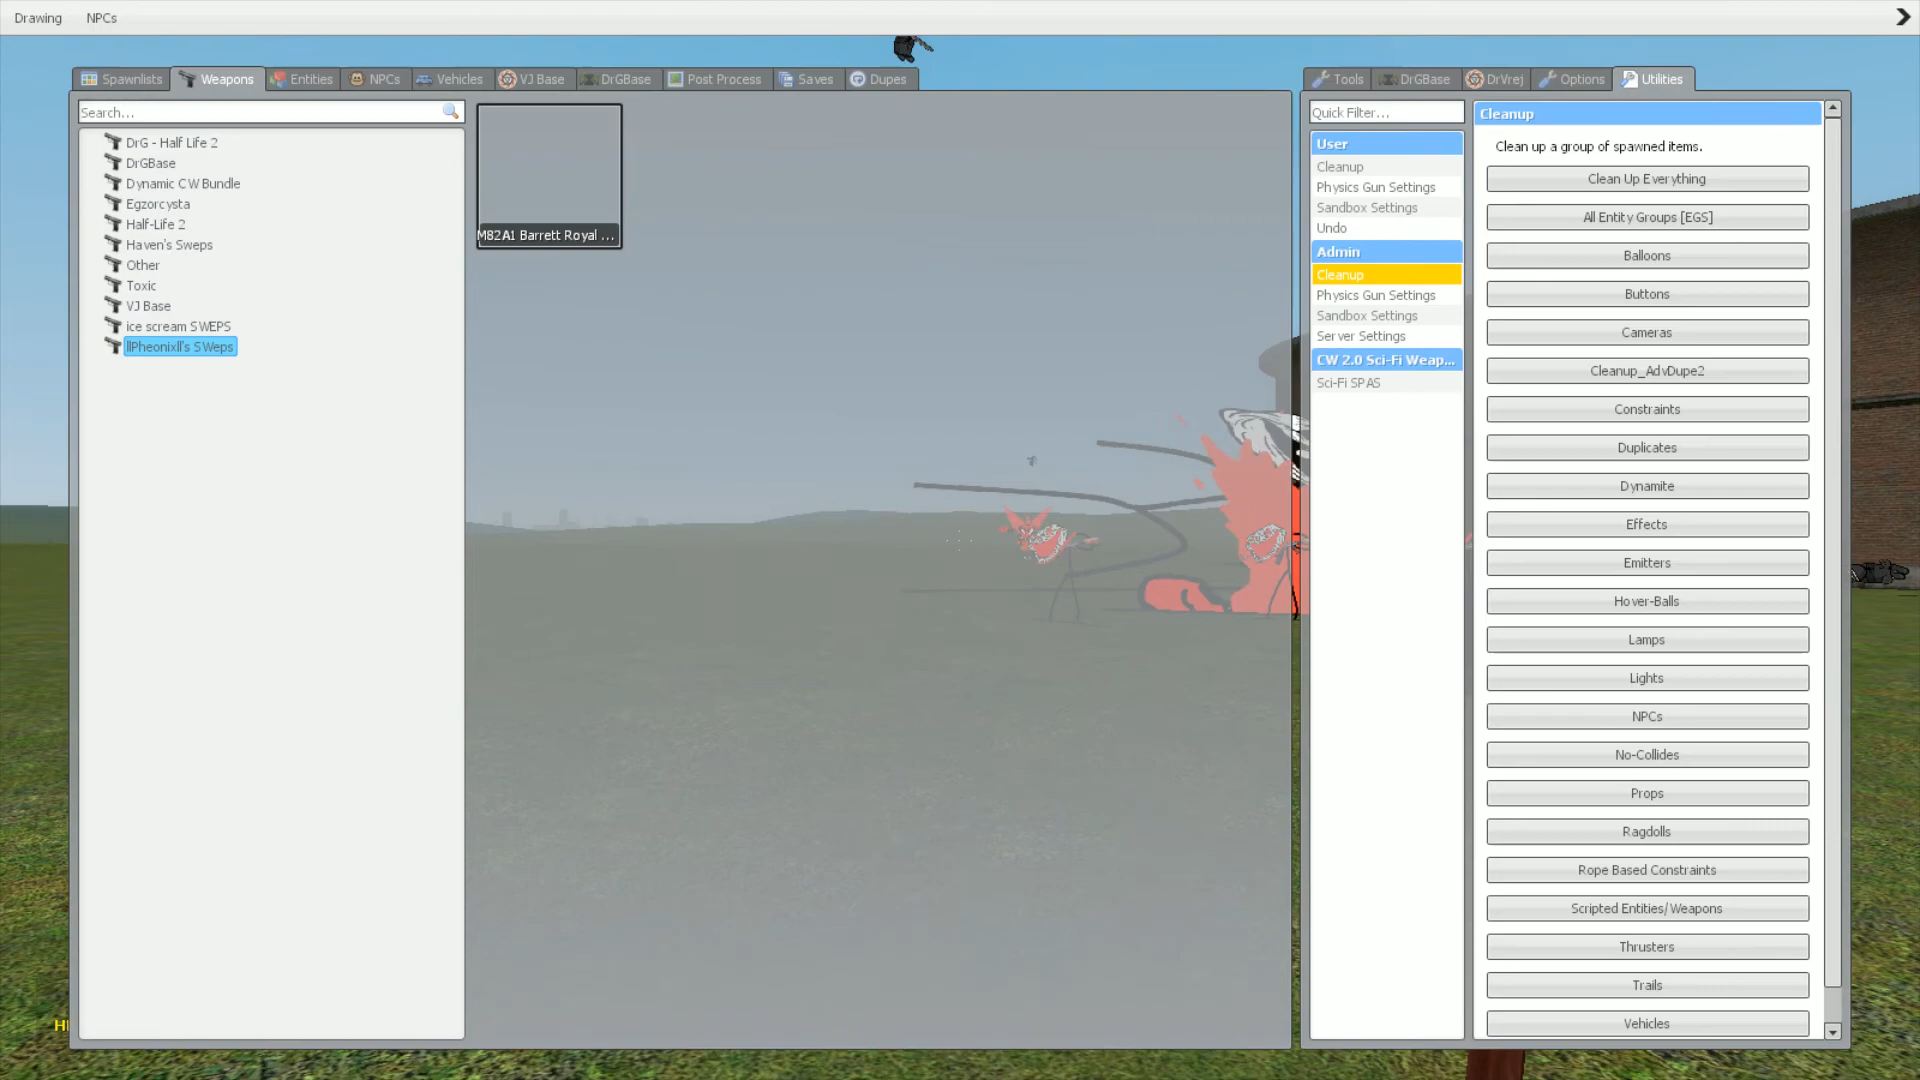 Drawing NPCs
Spawnlists Weapons Entities NPCs Vehicles VJ Base DrGBase Post Process Saves Dupes
Search...
DrG - Half Life 2
DrGBase
Dynamic CW Bundle
Egzorcysta
Half-Life 2
Haven's Sweps
Other
Toxic
VJ Base
ice scream SWEPS
llPheonixll's SWeps
M82A1 Barrett Royal ...
Tools DrGBase DrVrej Options Utilities
Quick Filter...
User
Cleanup
Physics Gun Settings
Sandbox Settings
Undo
Admin
Cleanup
Physics Gun Settings
Sandbox Settings
Server Settings
CW 2.0 Sci-Fi Weap...
Sci-Fi SPAS
Cleanup
Clean up a group of spawned items.
Clean Up Everything
All Entity Groups [EGS]
Balloons
Buttons
Cameras
Cleanup_AdvDupe2
Constraints
Duplicates
Dynamite
Effects
Emitters
Hover-Balls
Lamps
Lights
NPCs
No-Collides
Props
Ragdolls
Rope Based Constraints
Scripted Entities/Weapons
Thrusters
Trails
Vehicles